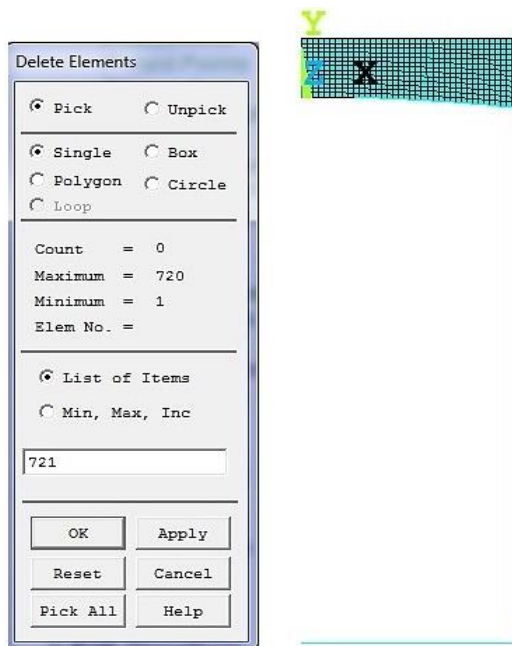 Delete Elements
Pick Unpick
Single Box
Polygon Circle
Loop
Count = 0
Maximum = 720
Minimum = 1
Elem No. =
List of Items
Min, Max, Inc
721
OK Apply
Reset Cancel
Pick All Help
Y
Z X